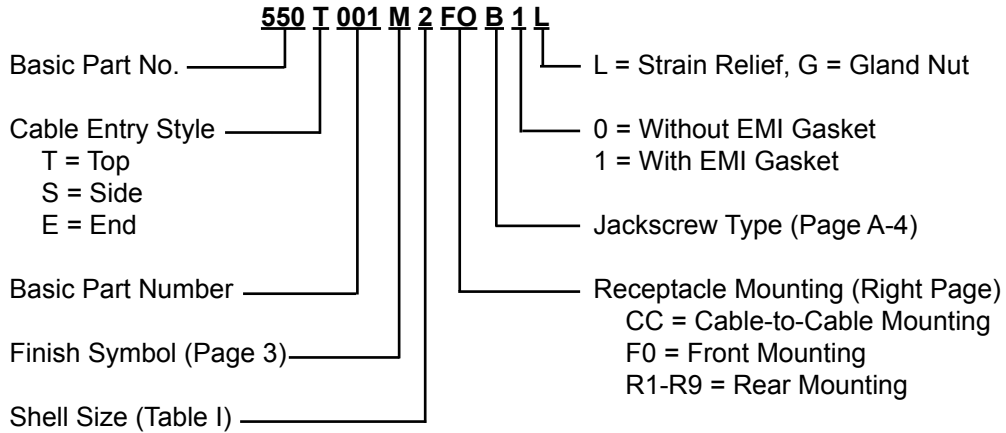 550 T 001 M 2 FO B 1 L
Basic Part No.
Cable Entry Style
T = Top
S = Side
E = End
Basic Part Number
Finish Symbol (Page 3)
Shell Size (Table I)
L = Strain Relief, G = Gland Nut
0 = Without EMI Gasket
1 = With EMI Gasket
Jackscrew Type (Page A-4)
Receptacle Mounting (Right Page)
CC = Cable-to-Cable Mounting
F0 = Front Mounting
R1-R9 = Rear Mounting